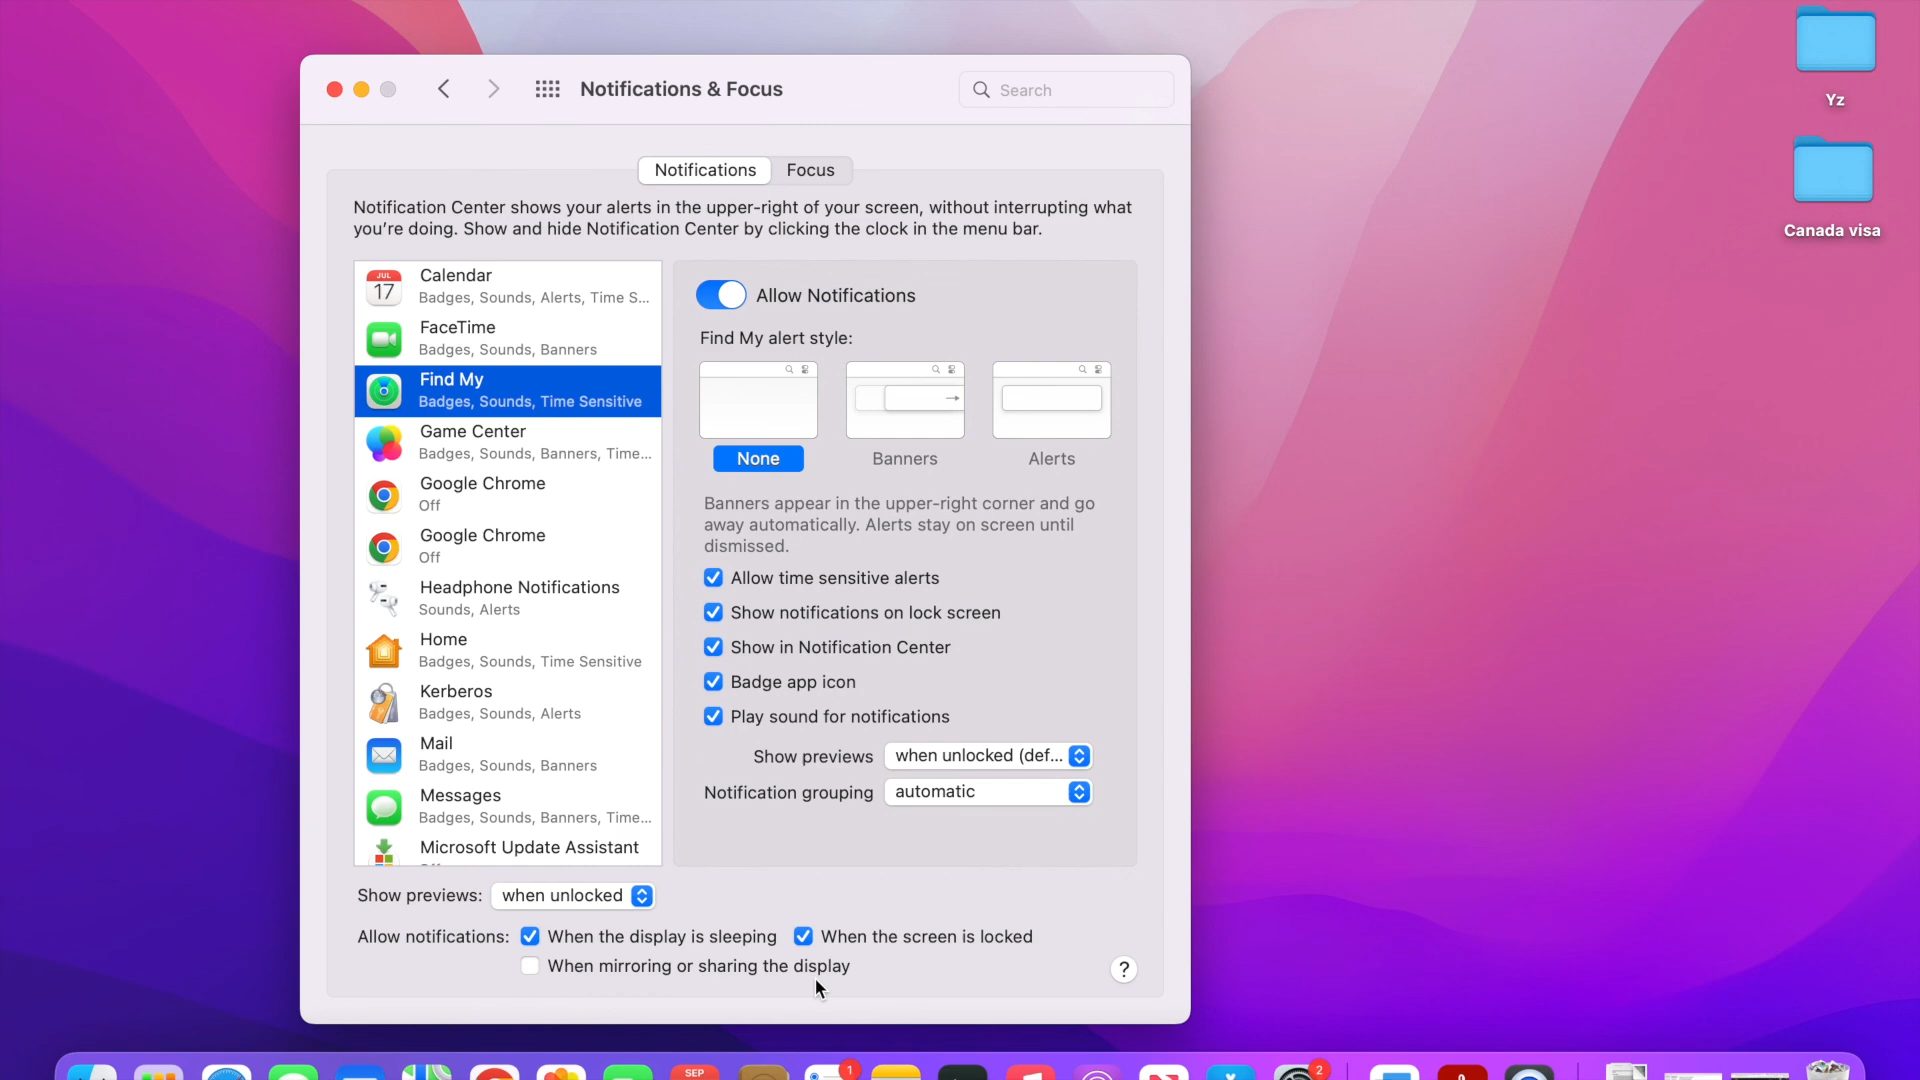 Yz
Canada visa
Notifications & Focus
Search
Notifications
Focus
Notification Center shows your alerts in the upper-right of your screen, without interrupting what
you're doing. Show and hide Notification Center by clicking the clock in the menu bar.
JUL
17
Calendar
Badges, Sounds, Alerts, Time S...
FaceTime
Badges, Sounds, Banners
Find My
Badges, Sounds, Time Sensitive
Game Center
Badges, Sounds, Banners, Time...
Google Chrome
Off
Google Chrome
Off
Headphone Notifications
Sounds, Alerts
Home
Badges, Sounds, Time Sensitive
Kerberos
Badges, Sounds, Alerts
Mail
Badges, Sounds, Banners
Messages
Badges, Sounds, Banners, Time...
Microsoft Update Assistant
Allow Notifications
Find My alert style:
None
Banners
Alerts
Banners appear in the upper-right corner and go
away automatically. Alerts stay on screen until
dismissed.
Allow time sensitive alerts
Show notifications on lock screen
Show in Notification Center
Badge app icon
Play sound for notifications
Show previews when unlocked (def...
Notification grouping automatic
Show previews: when unlocked
Allow notifications: When the display is sleeping When the screen is locked
When mirroring or sharing the display
?
SEP
1
2